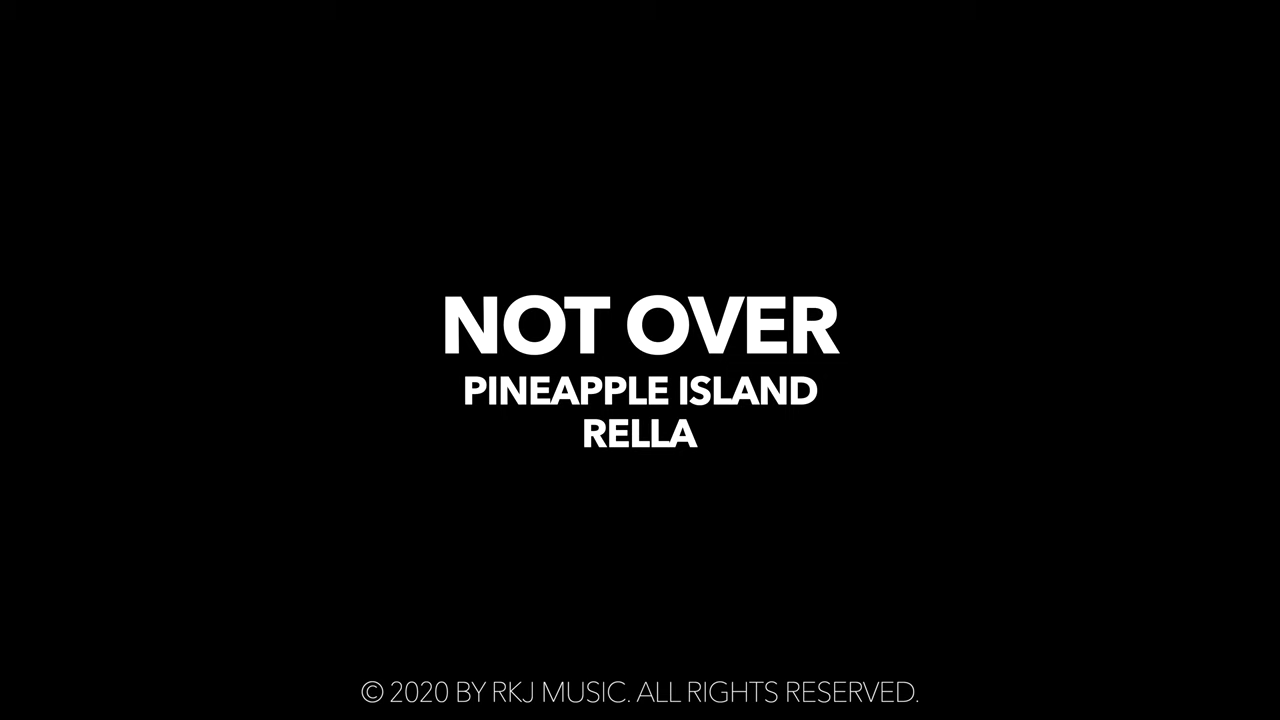 NOT OVER
PINEAPPLE ISLAND
RELLA
© 2020 BY RKJ MUSIC. ALL RIGHTS RESERVED.